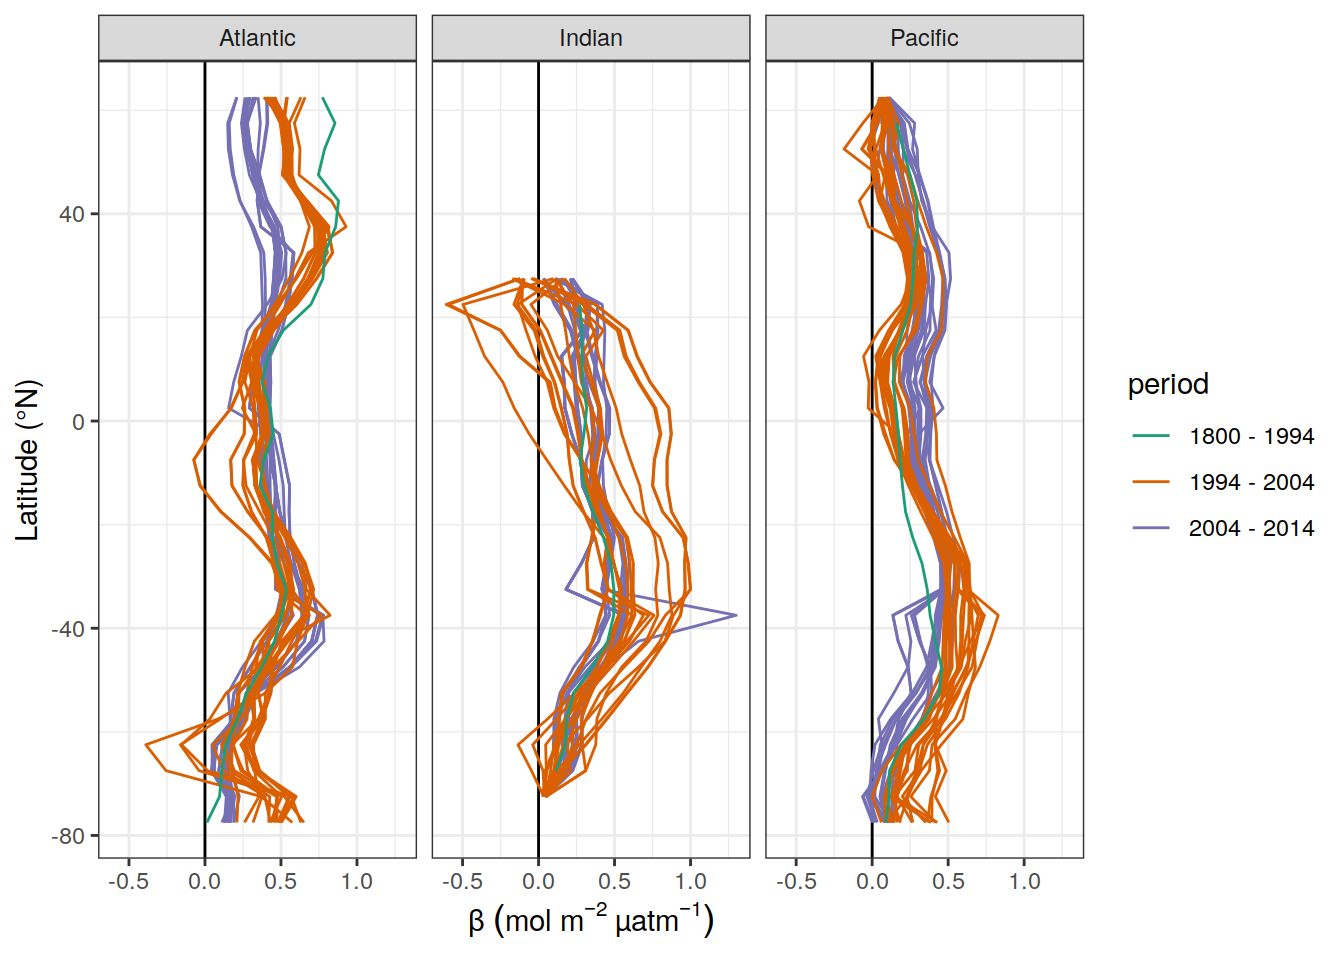 Atlantic Indian Pacific
Latitude (°N)
40
0
-40
-80
-0.5 0.0 0.5 1.0 -0.5 0.0 0.5 1.0 -0.5 0.0 0.5 1.0
β (mol m⁻² µatm⁻¹)
period
1800 - 1994
1994 - 2004
2004 - 2014